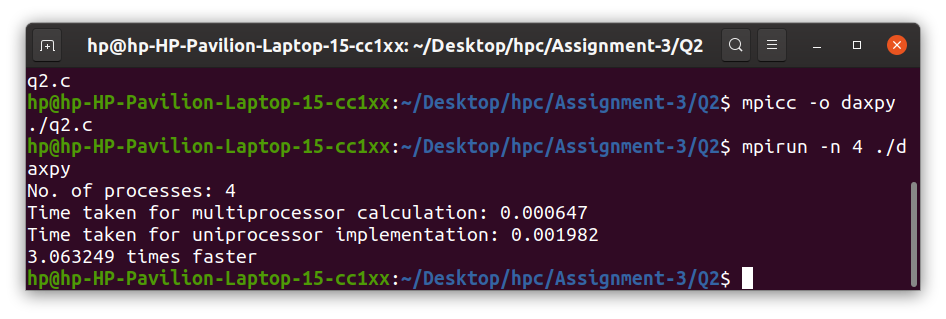 hp@hp-HP-Pavilion-Laptop-15-cc1xx: ~/Desktop/hpc/Assignment-3/Q2
q2.c
hp@hp-HP-Pavilion-Laptop-15-cc1xx:~/Desktop/hpc/Assignment-3/Q2$ mpicc -o daxpy
./q2.c
hp@hp-HP-Pavilion-Laptop-15-cc1xx:~/Desktop/hpc/Assignment-3/Q2$ mpirun -n 4 ./d
axpy
No. of processes: 4
Time taken for multiprocessor calculation: 0.000647
Time taken for uniprocessor implementation: 0.001982
3.063249 times faster
hp@hp-HP-Pavilion-Laptop-15-cc1xx:~/Desktop/hpc/Assignment-3/Q2$